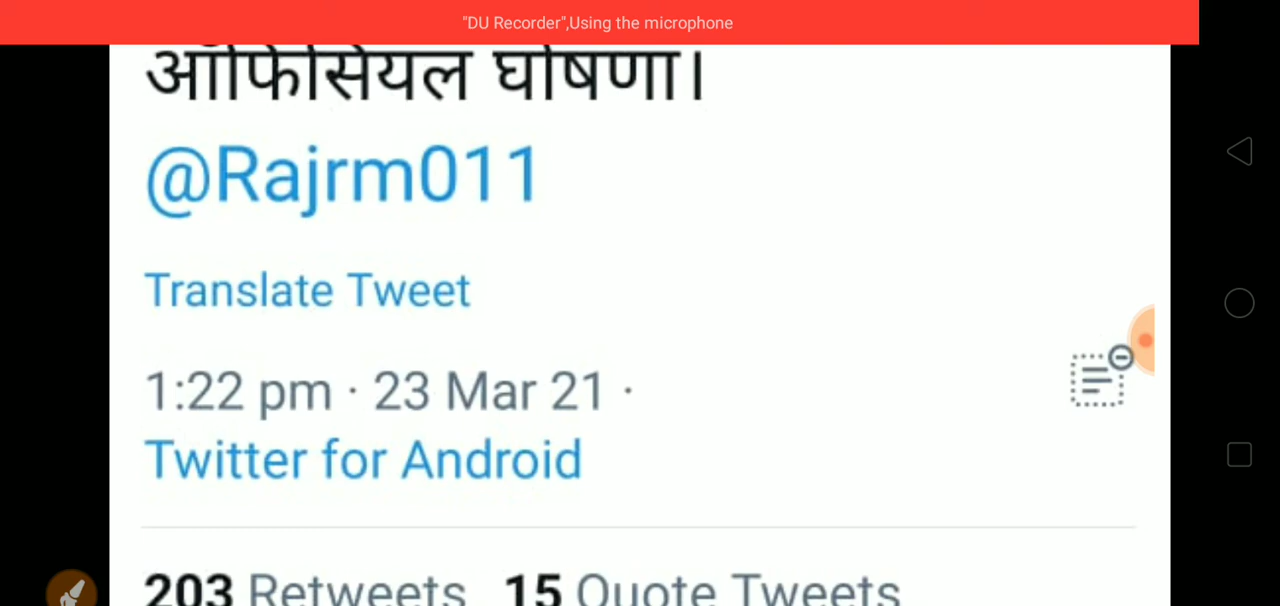 "DU Recorder",Using the microphone
ऑफिसियल घोषणा।
@Rajrm011
Translate Tweet
1:22 pm · 23 Mar 21 ·
Twitter for Android
203 Retweets 15 Quote Tweets